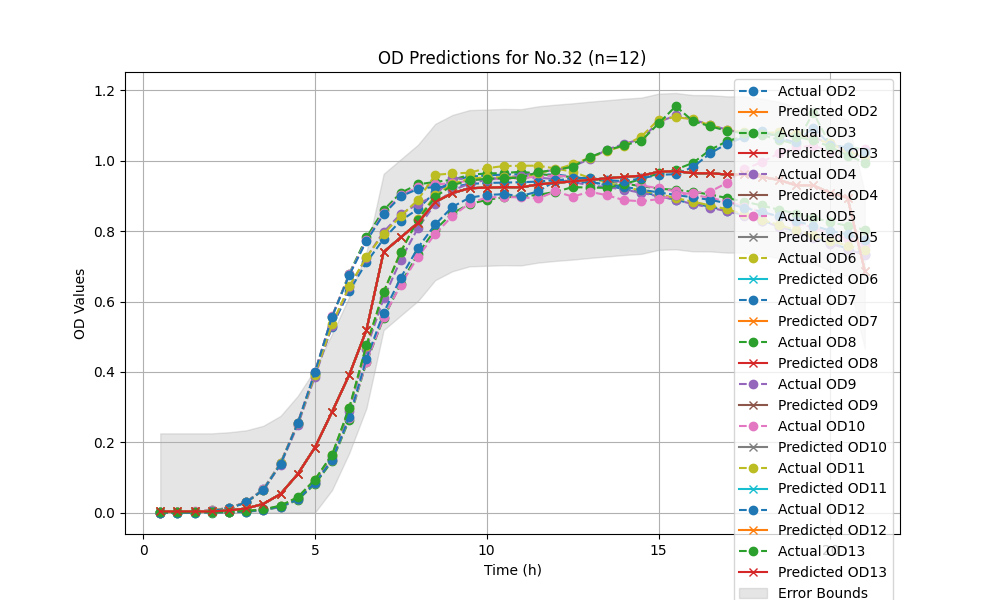 OD Predictions for No.32 (n=12)
OD Values
1.2
1.0
0.8
0.6
0.4
0.2
0.0
0
5
10
15
Time (h)
Actual OD2
Predicted OD2
Actual OD3
Predicted OD3
Actual OD4
Predicted OD4
Actual OD5
Predicted OD5
Actual OD6
Predicted OD6
Actual OD7
Predicted OD7
Actual OD8
Predicted OD8
Actual OD9
Predicted OD9
Actual OD10
Predicted OD10
Actual OD11
Predicted OD11
Actual OD12
Predicted OD12
Actual OD13
Predicted OD13
Error Bounds